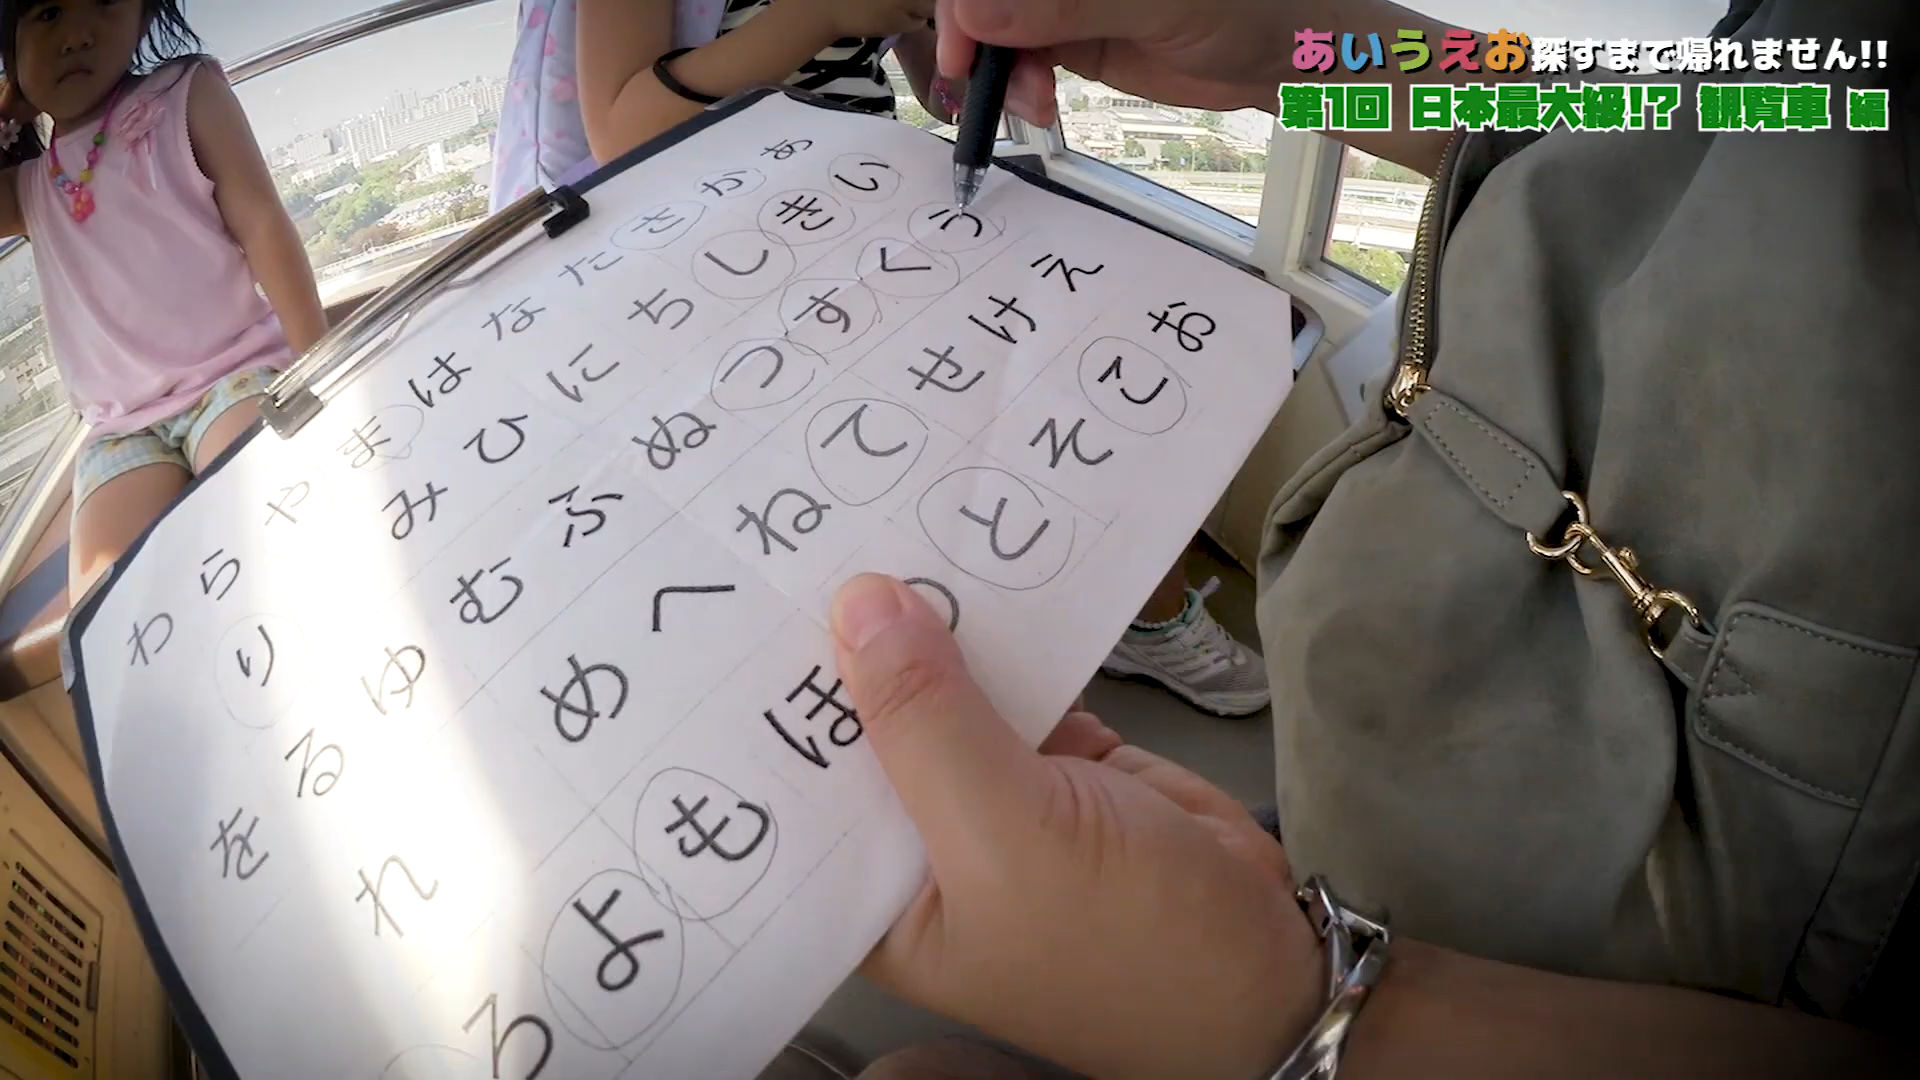 あいうえお探すまで帰れません!!
第1回 日本最大級!? 観覧車 編
あいうえお
かきくけこ
さしすせそ
たちつてと
なにぬね
はひふへほ
まみむめも
やゆよ
らりるれろ
わを